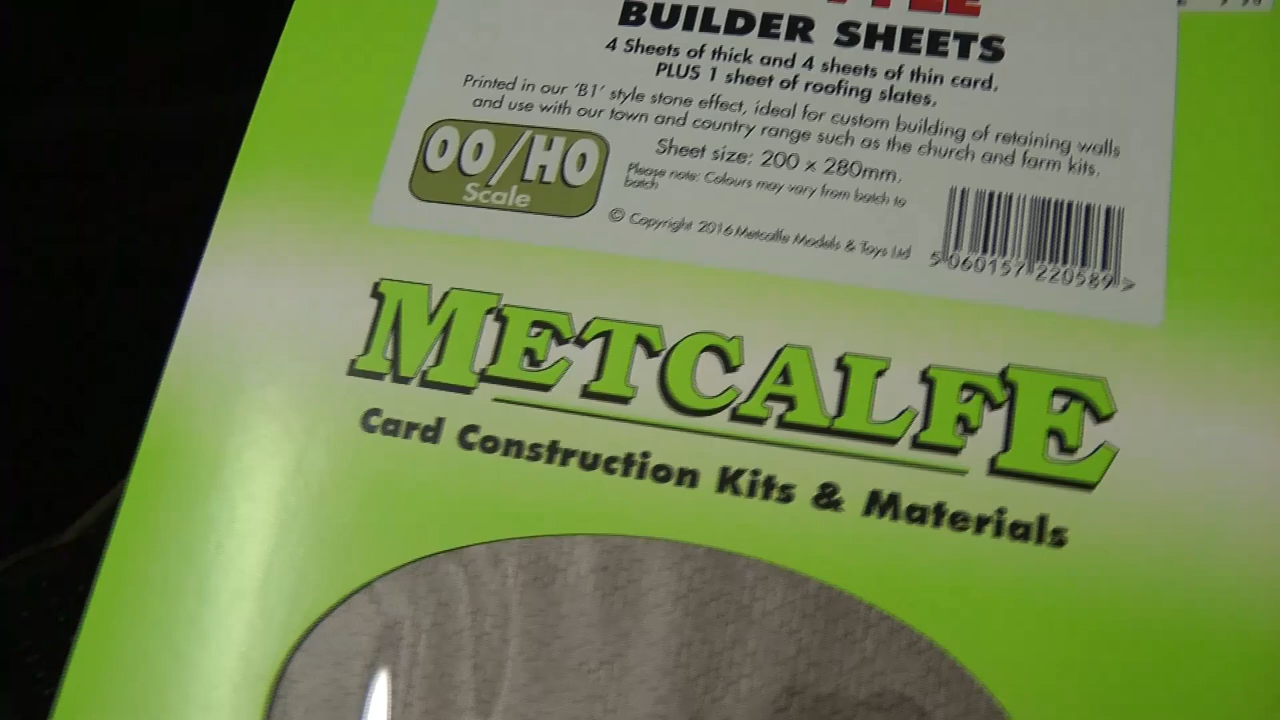 BUILDER SHEETS
4 Sheets of thick and 4 sheets of thin card.
PLUS 1 sheet of roofing slates.
Printed in our 'B1' style stone effect, ideal for custom building of retaining walls
and use with our town and country range such as the church and farm kits.
OO/HO
Scale
Sheet size: 200 x 280mm.
Please note: Colours may vary from batch to
batch
© Copyright 2016 Metcalfe Models & Toys Ltd
5 060157 220589 >
METCALFE
Card Construction Kits & Materials